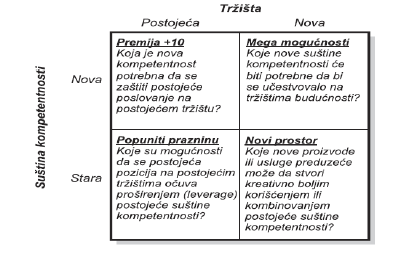 Tržišta
Postojeća
Nova
Suština kompetentnosti
Nova
Premija +10
Koja je nova
kompetentnost
potrebna da se
zaštiti postojeće
poslovanje na
postojećem tržištu?
Mega mogućnosti
Koje nove suštine
kompetentnosti će
biti potrebne da bi
se učestvovalo na
tržištima budućnosti?
Stara
Popuniti prazninu
Koje su mogućnosti
da se postojeća
pozicija na postojećim
tržištima očuva
proširenjem (leverage)
postojeće suštine
kompetentnosti?
Novi prostor
Koje nove proizvode
ili usluge preduzeće
može da stvori
kreativno boljim
korišćenjem ili
kombinovanjem
postojeće suštine
kompetentnosti?